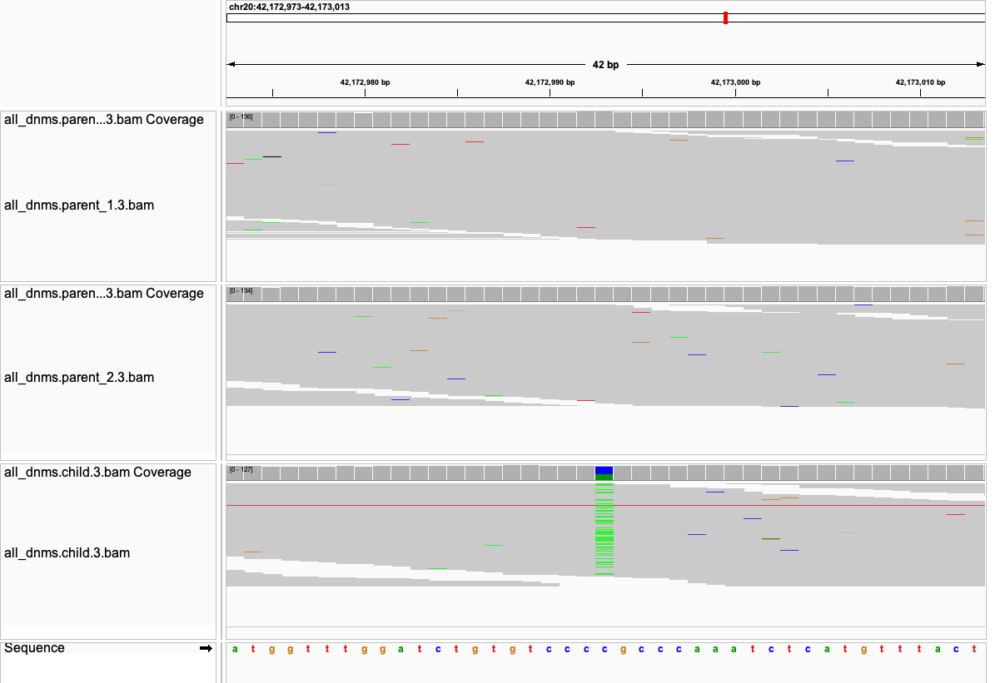 chr20:42,172,973-42,173,013
42 bp
42,172,980 bp 42,172,990 bp 42,173,000 bp 42,173,010 bp
all_dnms.paren...3.bam Coverage
[0 - 136]
all_dnms.parent_1.3.bam
all_dnms.paren...3.bam Coverage
[0 - 134]
all_dnms.parent_2.3.bam
all_dnms.child.3.bam Coverage
[0 - 127]
all_dnms.child.3.bam
Sequence a t g g t t t g g a t c t g t g t c c c c g c c c a a a t c t c a t g t t t a c t